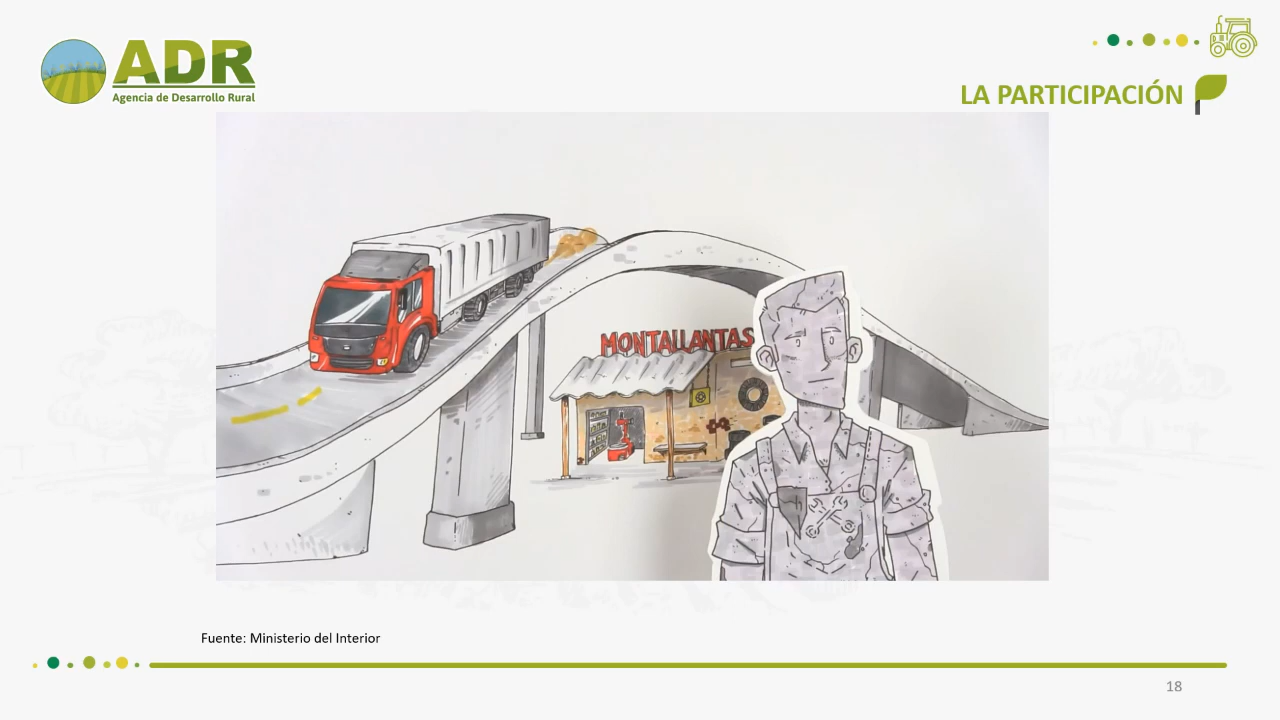 ADR
Agencia de Desarrollo Rural
LA PARTICIPACIÓN
MONTALLANTAS
Fuente: Ministerio del Interior
18